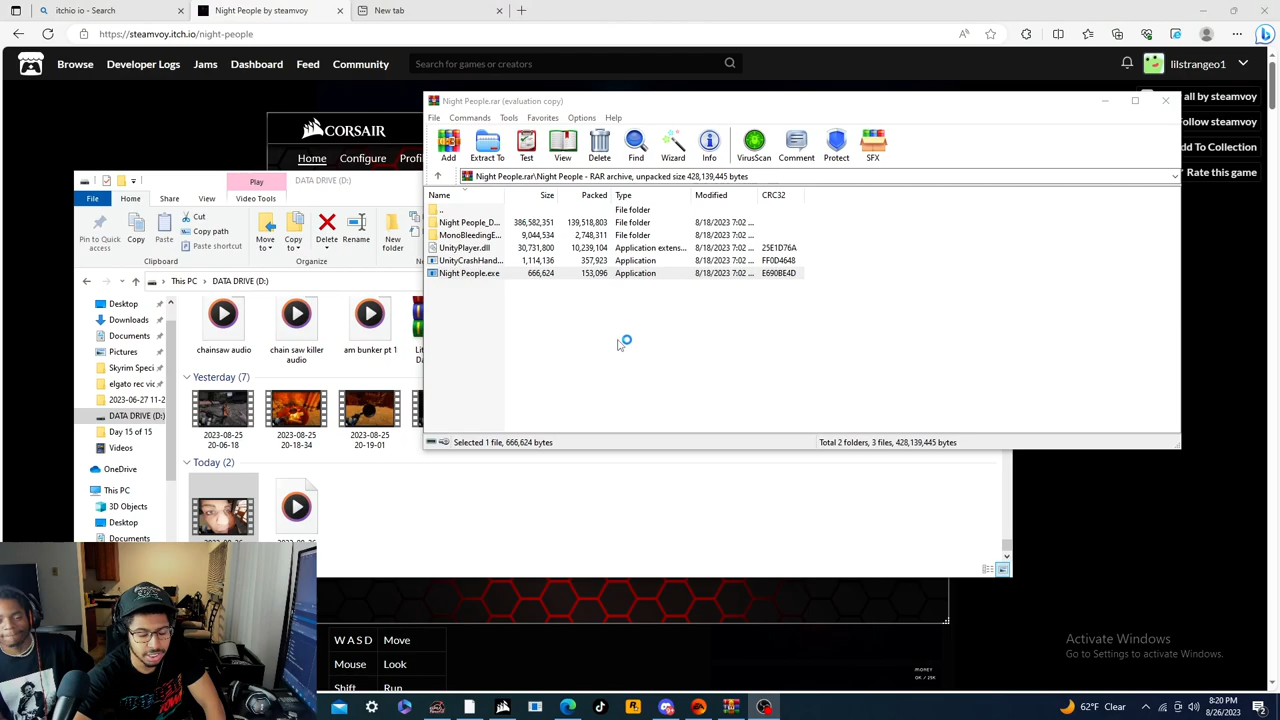 itchio io - Search
Night People by steamvoy
New tab
https://steamvoy.itch.io/night-people
Browse Developer Logs Jams Dashboard Feed Community
Search for games or creators
lilstrangeo1
all by steamvoy
ollow steamvoy
dd To Collection
Rate this game
CORSAIR
Home Configure Profi
Night People.rar (evaluation copy)
File Commands Tools Favorites Options Help
Add Extract To Test View Delete Find Wizard Info VirusScan Comment Protect SFX
Night People.rar\Night People - RAR archive, unpacked size 428,139,445 bytes
Name Size Packed Type Modified CRC32
.. File folder
Night People_D... 386,582,351 139,518,803 File folder 8/18/2023 7:02 ...
MonoBleedingE... 9,044,534 2,748,311 File folder 8/18/2023 7:02 ...
UnityPlayer.dll 30,731,800 10,239,104 Application extens... 8/18/2023 7:02 ... 25E1D76A
UnityCrashHand... 1,114,136 357,923 Application 8/18/2023 7:02 ... FF0D4648
Night People.exe 666,624 153,096 Application 8/18/2023 7:02 ... E690BE4D
Selected 1 file, 666,624 bytes
Total 2 folders, 3 files, 428,139,445 bytes
Play
DATA DRIVE (D:)
File Home Share View Video Tools
Pin to Quick access
Copy
Paste
Cut
Copy path
Paste shortcut
Move to
Copy to
Delete
Rename
New folder
Clipboard
Organize
This PC > DATA DRIVE (D:)
Desktop
Downloads
Documents
Pictures
Skyrim Speci
elgato rec vic
2023-06-27 11-2
DATA DRIVE (D:)
Day 15 of 15
Videos
OneDrive
This PC
3D Objects
Desktop
Documents
chainsaw audio
chain saw killer audio
am bunker pt 1
Yesterday (7)
2023-08-25 20-06-18
2023-08-25 20-18-34
2023-08-25 20-19-01
Today (2)
W A S D Move
Mouse Look
Shift Run
MONEY
0K / 25K
Activate Windows
Go to Settings to activate Windows.
62°F Clear
8:20 PM
8/26/2023
2